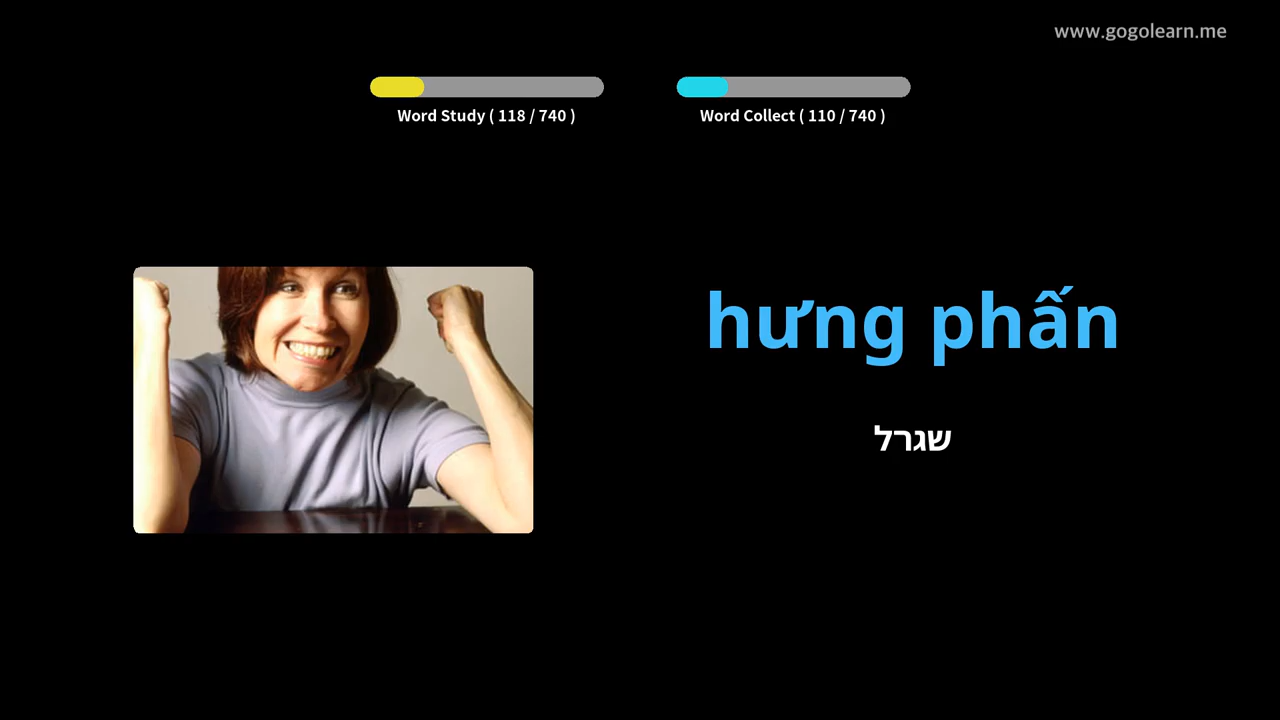 www.gogolearn.me
Word Study ( 118 / 740 )
Word Collect ( 110 / 740 )
hưng phấn
שגרל